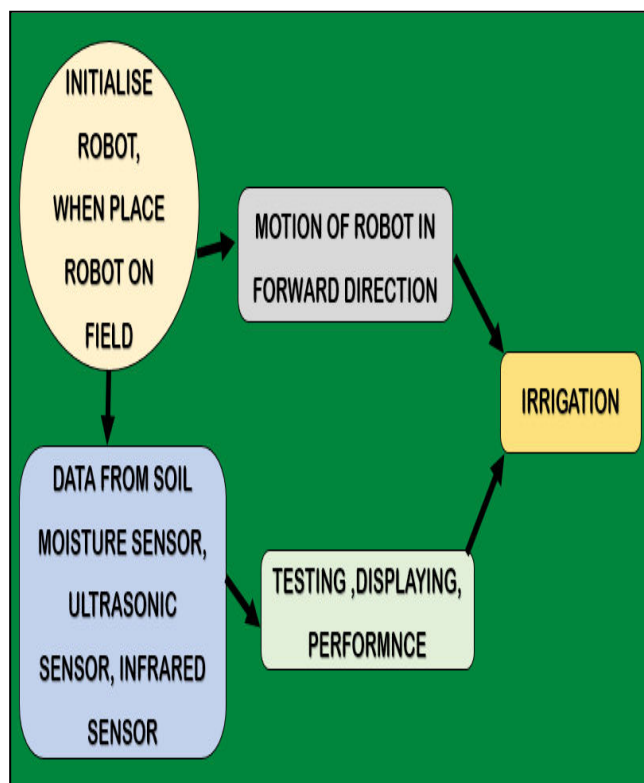 INITIALISE
ROBOT,
WHEN PLACE
ROBOT ON
FIELD
MOTION OF ROBOT IN
FORWARD DIRECTION
IRRIGATION
DATA FROM SOIL
MOISTURE SENSOR,
ULTRASONIC
SENSOR, INFRARED
SENSOR
TESTING ,DISPLAYING,
PERFORMNCE